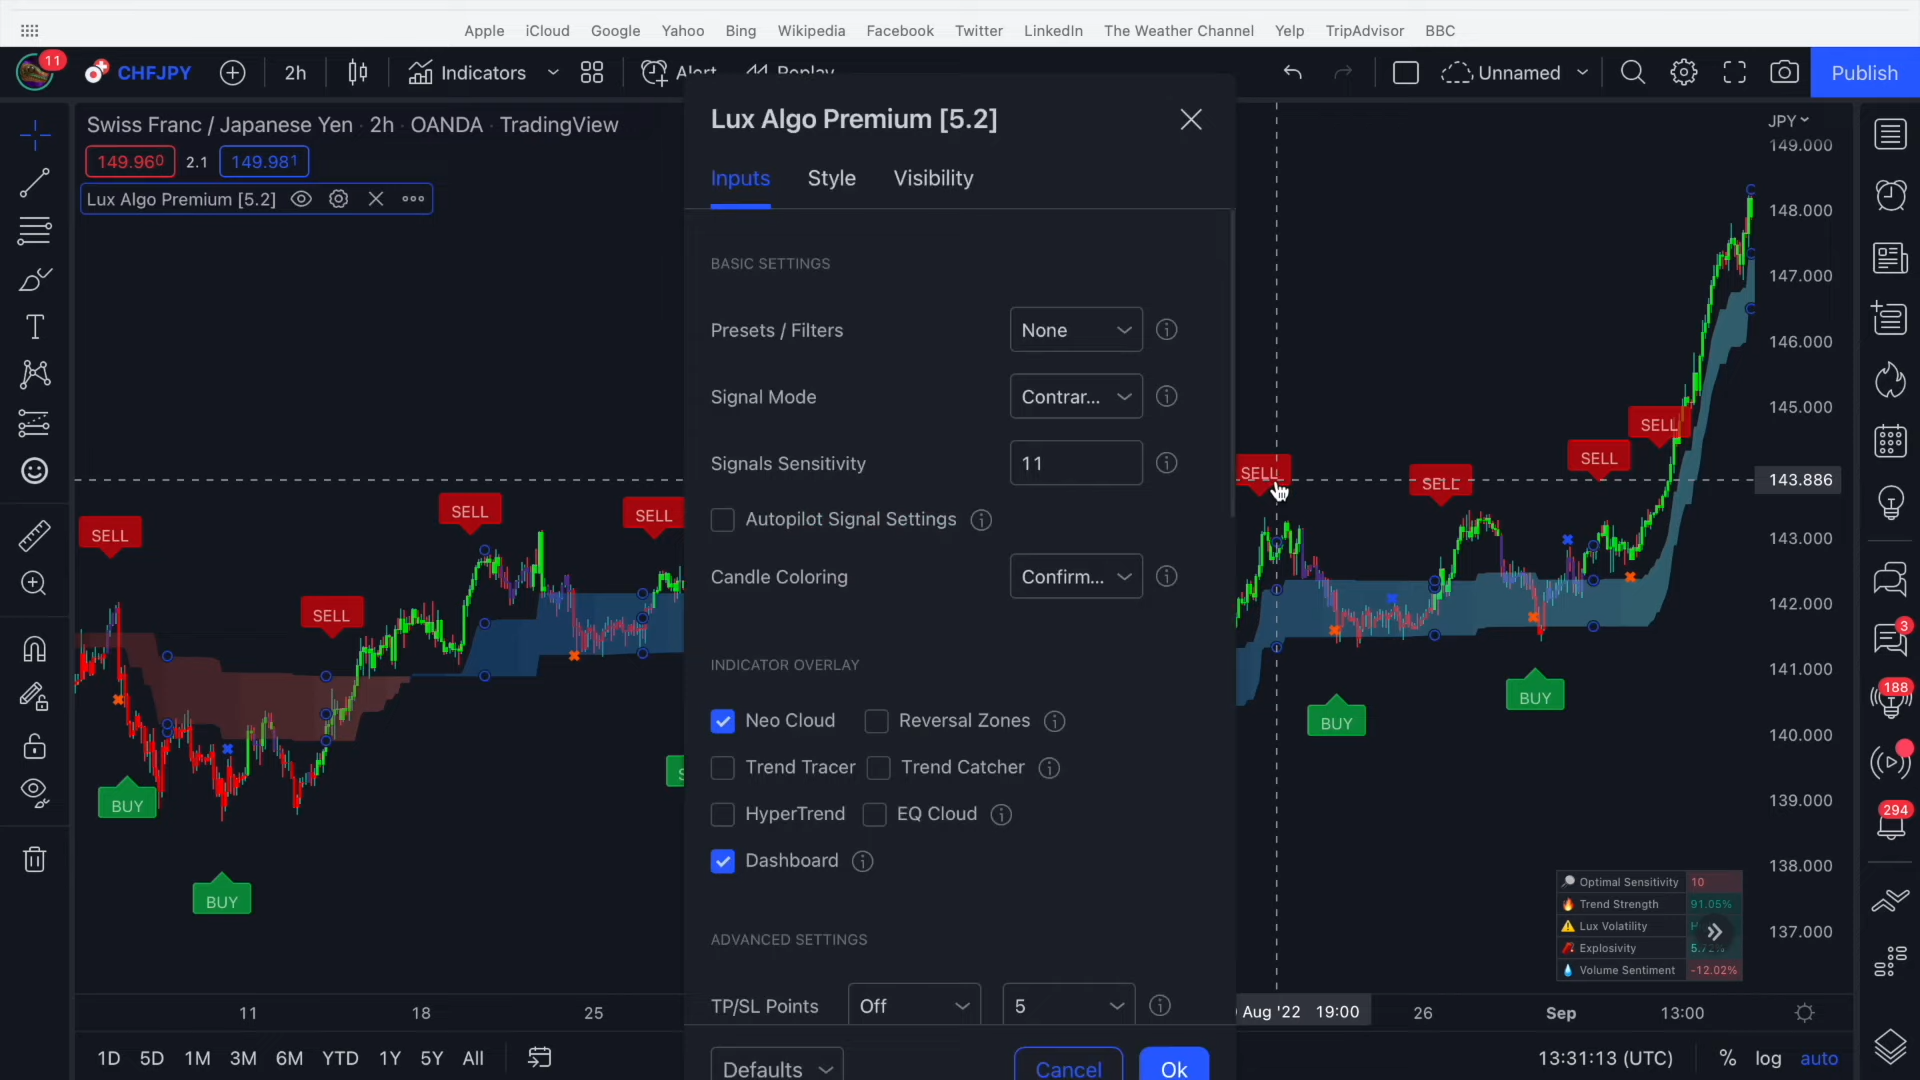 Apple iCloud Google Yahoo Bing Wikipedia Facebook Twitter LinkedIn The Weather Channel Yelp TripAdvisor BBC
11
CHFJPY 2h Indicators Alert Replay Unnamed Publish
Swiss Franc / Japanese Yen · 2h · OANDA · TradingView
149.960 2.1 149.981
Lux Algo Premium [5.2]
Lux Algo Premium [5.2]
Inputs Style Visibility
BASIC SETTINGS
Presets / Filters None
Signal Mode Contrar...
Signals Sensitivity 11
Autopilot Signal Settings
Candle Coloring Confirm...
INDICATOR OVERLAY
Neo Cloud Reversal Zones
Trend Tracer Trend Catcher
HyperTrend EQ Cloud
Dashboard
ADVANCED SETTINGS
TP/SL Points Off 5
Defaults Cancel Ok
SELL
SELL
SELL
SELL
BUY
BUY
SELL
SELL
SELL
SELL
BUY
BUY
JPY
149.000
148.000
147.000
146.000
145.000
143.886
143.000
142.000
141.000
140.000
139.000
138.000
137.000
Optimal Sensitivity 10
Trend Strength 91.05%
Lux Volatility
Explosivity
Volume Sentiment -12.02%
3
188
294
11 18 25 Aug '22 19:00 26 Sep 13:00
1D 5D 1M 3M 6M YTD 1Y 5Y All
13:31:13 (UTC) % log auto